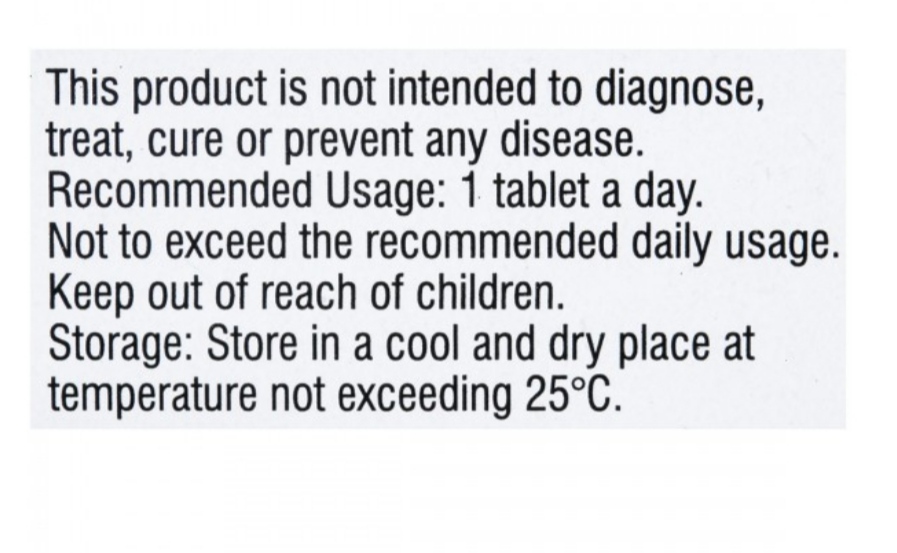 This product is not intended to diagnose,
treat, cure or prevent any disease.
Recommended Usage: 1 tablet a day.
Not to exceed the recommended daily usage.
Keep out of reach of children.
Storage: Store in a cool and dry place at
temperature not exceeding 25°C.